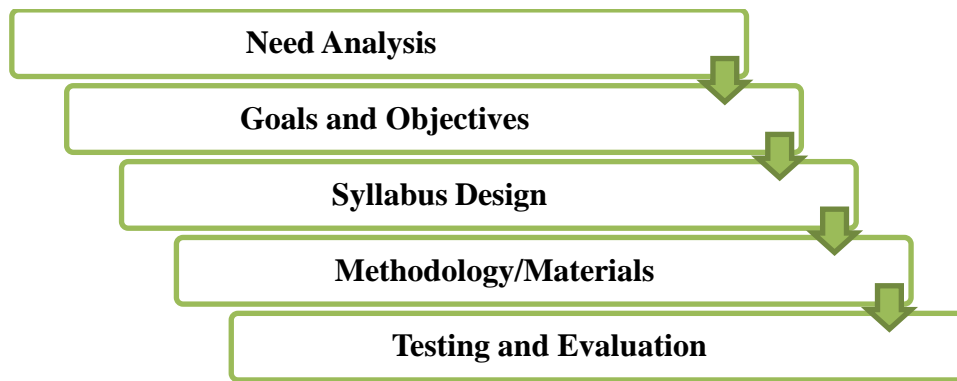 Need Analysis
Goals and Objectives
Syllabus Design
Methodology/Materials
Testing and Evaluation